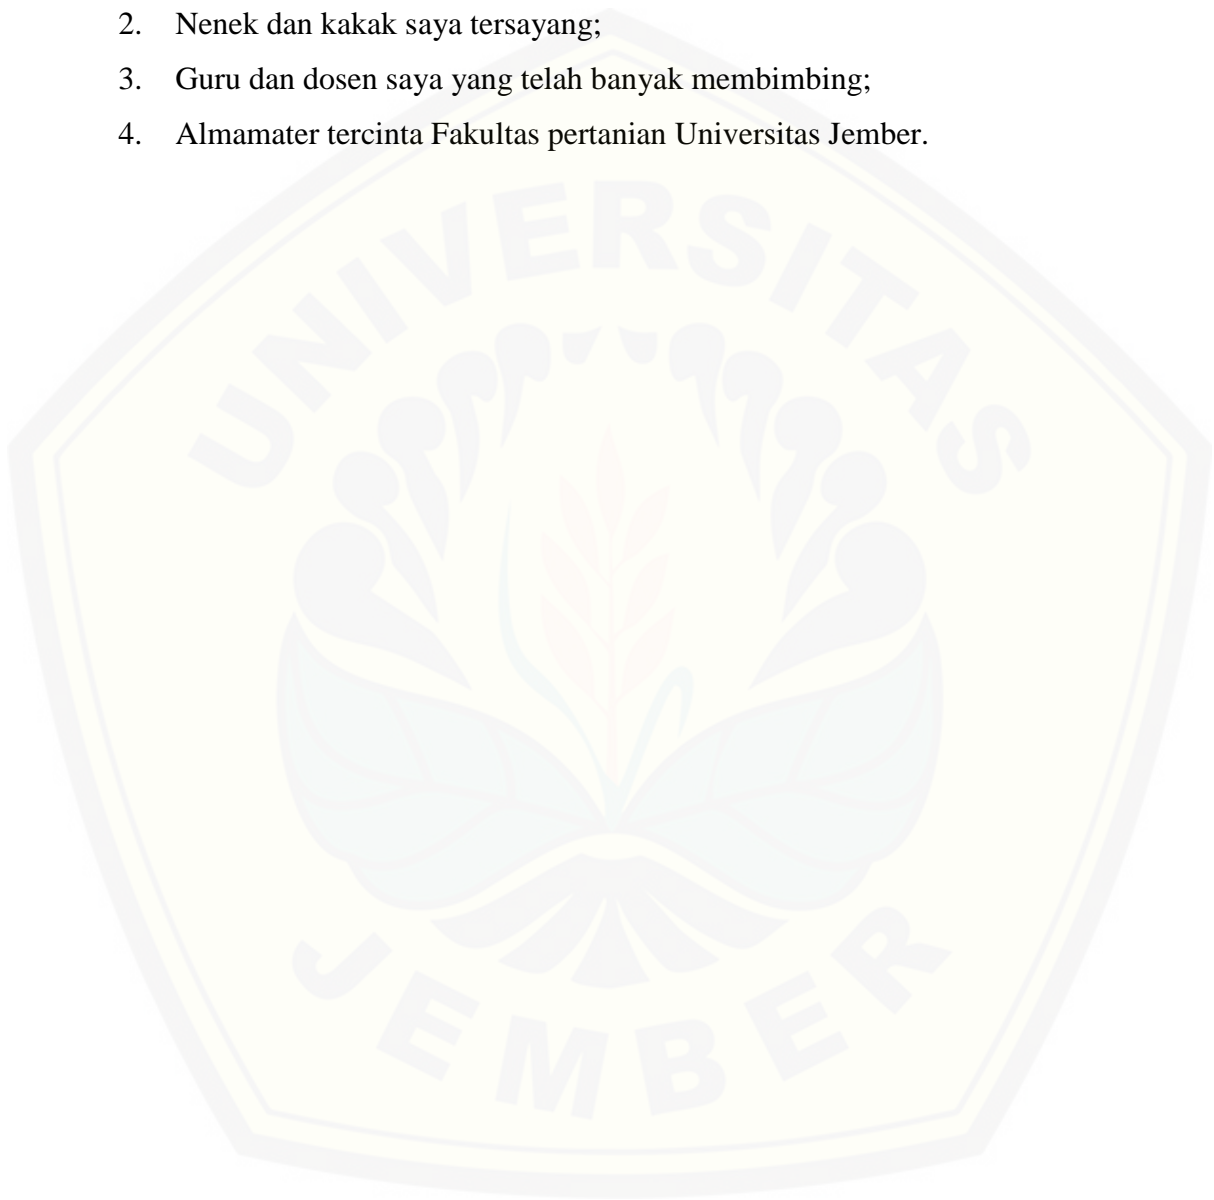 2. Nenek dan kakak saya tersayang;
3. Guru dan dosen saya yang telah banyak membimbing;
4. Almamater tercinta Fakultas pertanian Universitas Jember.
UNIVERSITAS
JEMBER